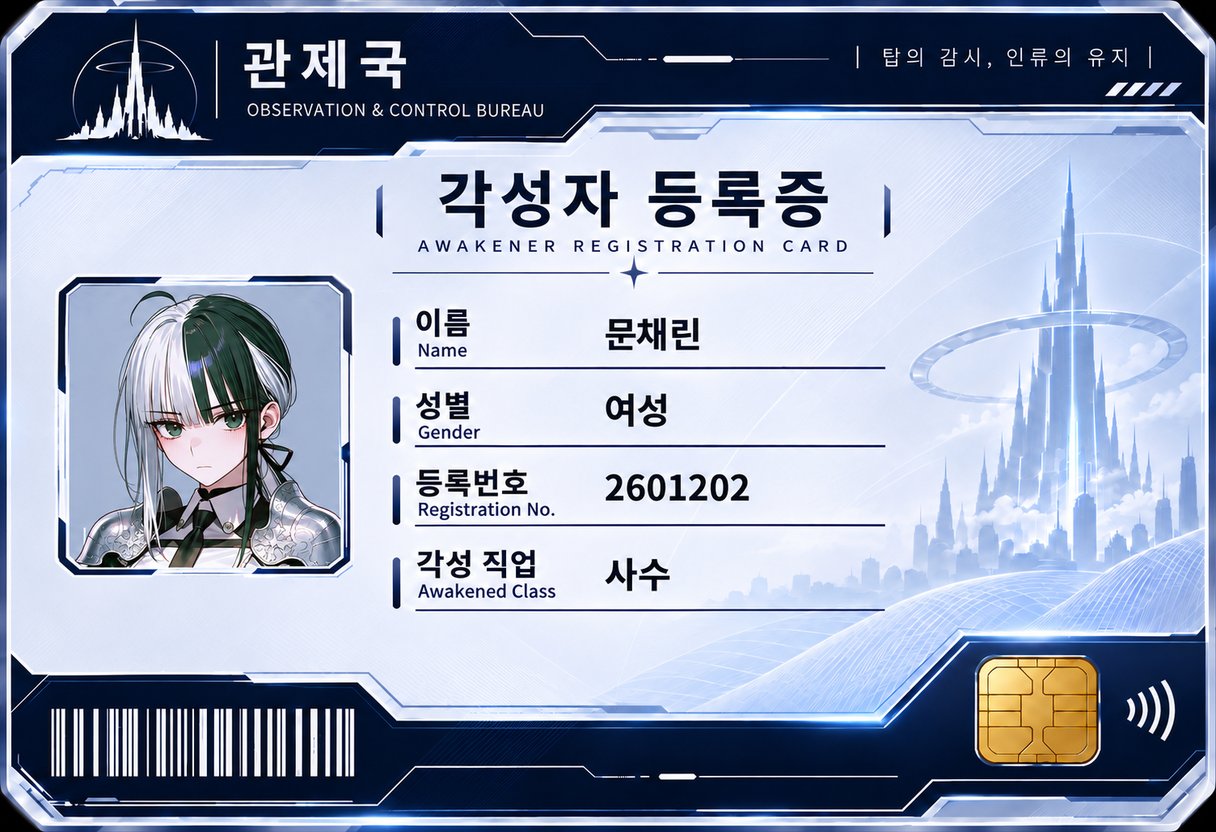 관제국
OBSERVATION & CONTROL BUREAU
| 탑의 감시, 인류의 유지 |
각성자 등록증
AWAKENER REGISTRATION CARD
이름 문채린
Name
성별 여성
Gender
등록번호 2601202
Registration No.
각성 직업 사수
Awakened Class